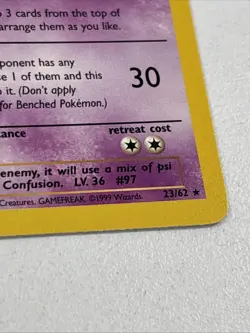 3 cards from the top of
arrange them as you like.
ponent has any
se 1 of them and this
o it. (Don't apply
for Benched Pokémon.)
30
tance
retreat cost
enemy, it will use a mix of psi
Confusion. LV. 36 #97
Creatures, GAMEFREAK. ©1999 Wizards.
23/62 ★